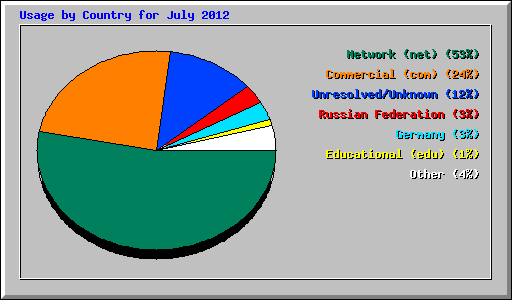 Usage by Country for July 2012
Network (net) (53%)
Commercial (com) (24%)
Unresolved/Unknown (12%)
Russian Federation (3%)
Germany (3%)
Educational (edu) (1%)
Other (4%)